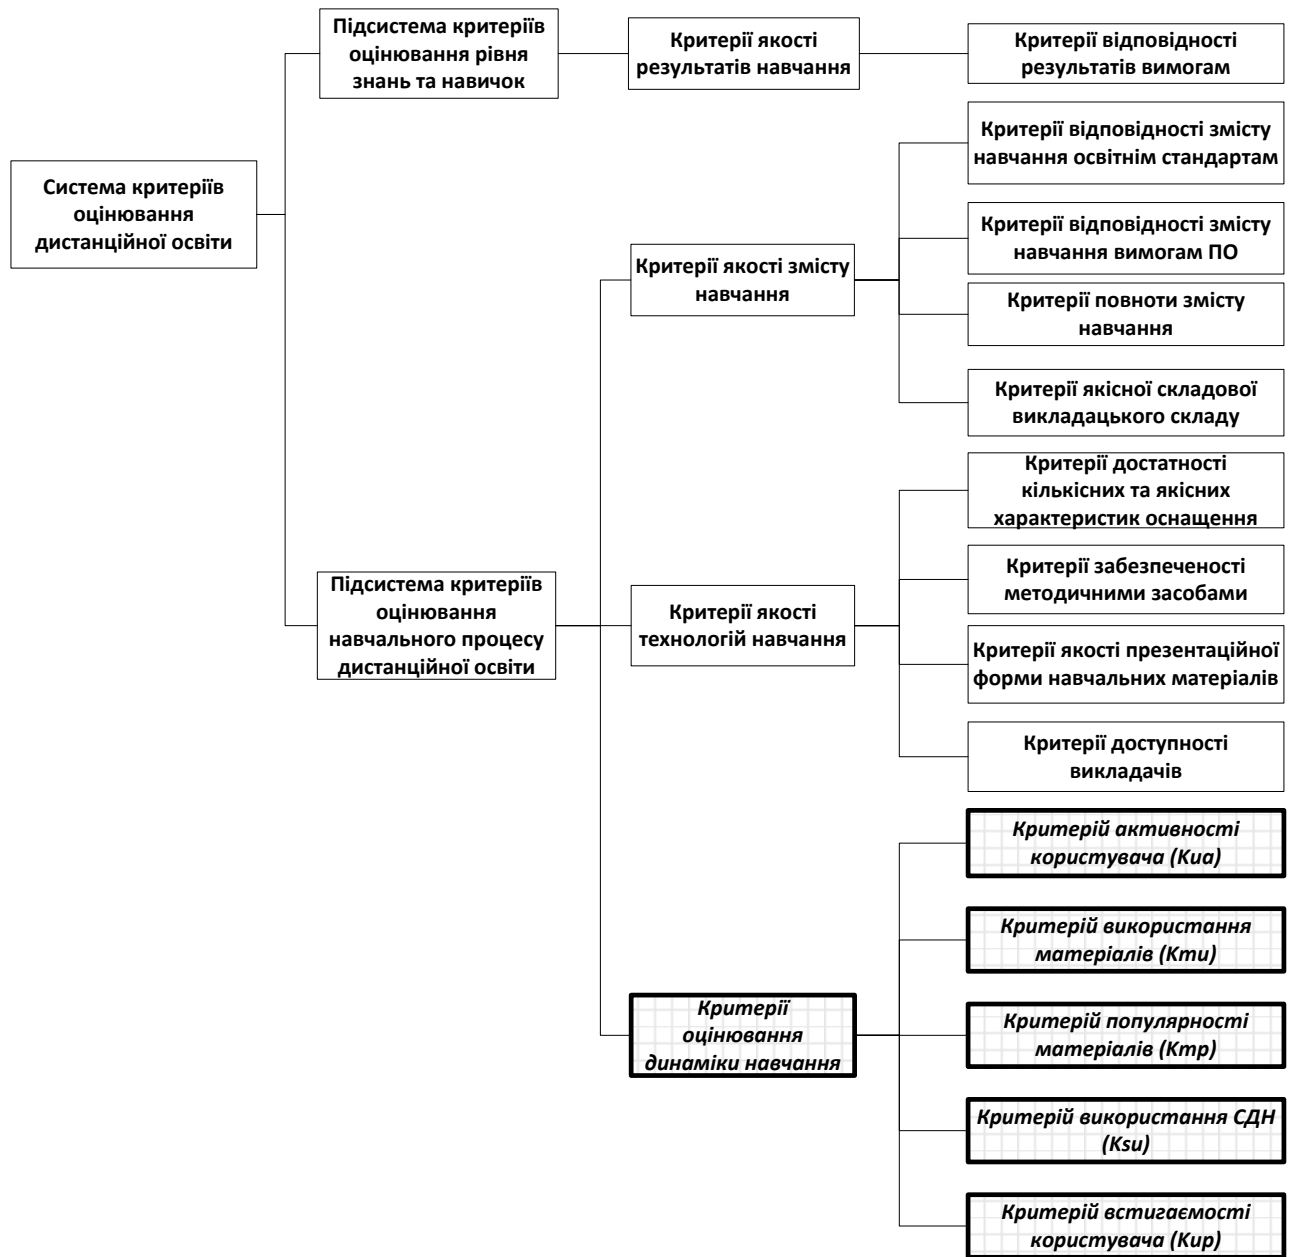 Підсистема критеріїв
оцінювання рівня
знань та навичок
Критерії якості
результатів навчання
Критерії відповідності
результатів вимогам
Система критеріїв
оцінювання
дистанційної освіти
Критерії відповідності змісту
навчання освітнім стандартам
Критерії якості змісту
навчання
Критерії відповідності змісту
навчання вимогам ПО
Критерії повноти змісту
навчання
Критерії якісної складової
викладацького складу
Підсистема критеріїв
оцінювання
навчального процесу
дистанційної освіти
Критерії якості
технологій навчання
Критерії достатності
кількісних та якісних
характеристик оснащення
Критерії забезпеченості
методичними засобами
Критерії якості презентаційної
форми навчальних матеріалів
Критерії доступності
викладачів
Критерії
оцінювання
динаміки навчання
Критерій активності
користувача (Kua)
Критерій використання
матеріалів (Kmu)
Критерій популярності
матеріалів (Kmp)
Критерій використання СДН
(Ksu)
Критерій встигаємості
користувача (Kup)